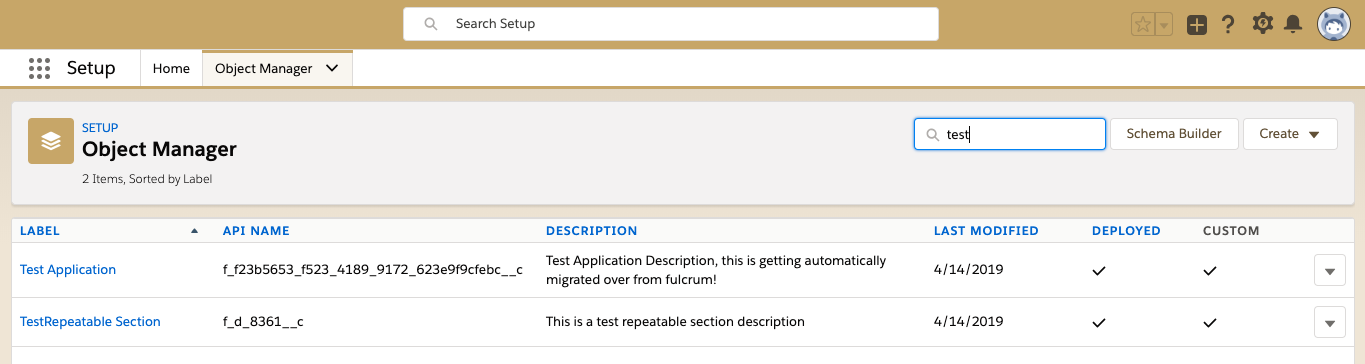 Search Setup
Setup
Home
Object Manager
SETUP
Object Manager
2 Items, Sorted by Label
test
Schema Builder
Create
LABEL API NAME DESCRIPTION LAST MODIFIED DEPLOYED CUSTOM
Test Application f_f23b5653_f523_4189_9172_623e9f9cfebc__c Test Application Description, this is getting automatically 4/14/2019
migrated over from fulcrum!
TestRepeatable Section f_d_8361__c This is a test repeatable section description 4/14/2019